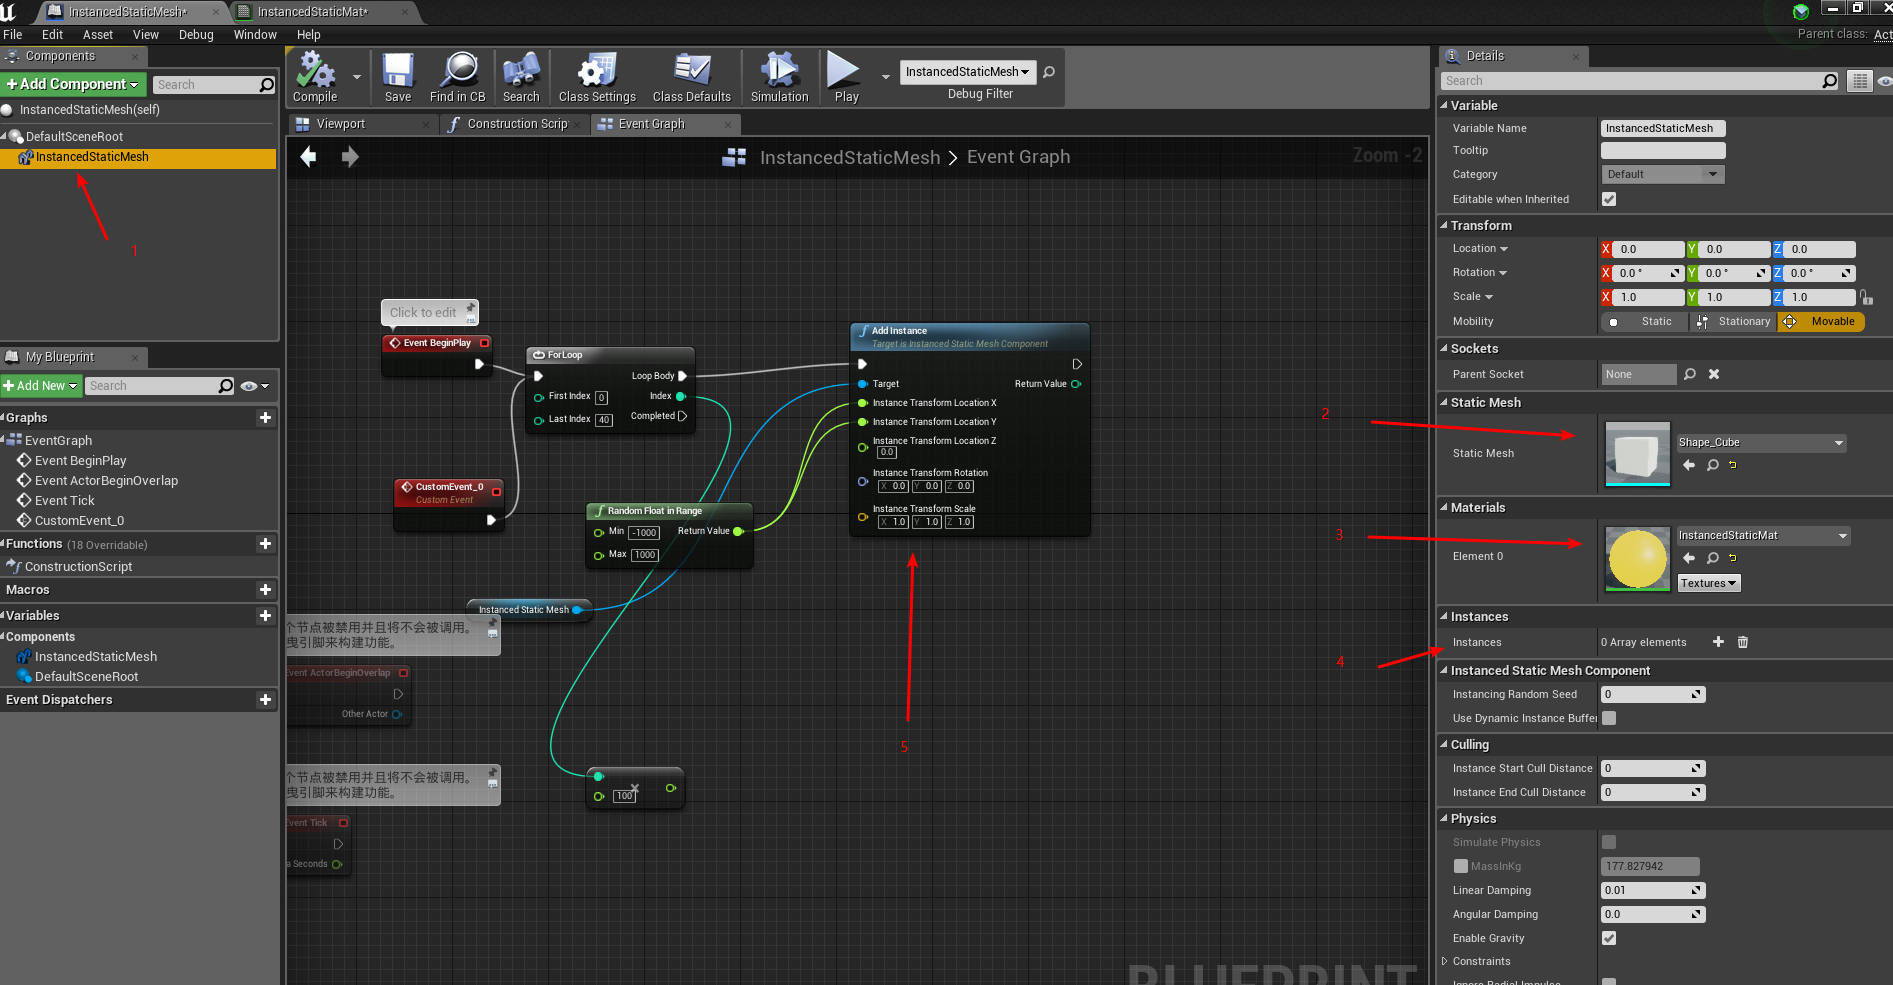 InstancedStaticMesh*
InstancedStaticMat*
File Edit Asset View Debug Window Help
Parent class:
Components
+ Add Component
Search
InstancedStaticMesh(self)
DefaultSceneRoot
InstancedStaticMesh
1
My Blueprint
+ Add New
Search
Graphs
EventGraph
Event BeginPlay
Event ActorBeginOverlap
Event Tick
CustomEvent_0
Functions (18 Overridable)
ConstructionScript
Macros
Variables
Components
InstancedStaticMesh
DefaultSceneRoot
Event Dispatchers
Compile
Save
Find in CB
Search
Class Settings
Class Defaults
Simulation
Play
InstancedStaticMesh
Debug Filter
Viewport
Construction Scrip
Event Graph
InstancedStaticMesh > Event Graph
Zoom -2
Click to edit
Event BeginPlay
ForLoop
Loop Body
First Index 0
Index
Last Index 40
Completed
CustomEvent_0
Custom Event
Random Float in Range
Min -1000
Return Value
Max 1000
Instanced Static Mesh
Add Instance
Target is Instanced Static Mesh Component
Target
Return Value
Instance Transform Location X
Instance Transform Location Y
Instance Transform Location Z
0.0
Instance Transform Rotation
X 0.0 Y 0.0 Z 0.0
Instance Transform Scale
X 1.0 Y 1.0 Z 1.0
5
个节点被禁用并且将不会被调用。
曳引脚来构建功能。
Event ActorBeginOverlap
Other Actor
个节点被禁用并且将不会被调用。
曳引脚来构建功能。
Event Tick
a Seconds
100
BLUEPRINT
2
3
4
Details
Search
Variable
Variable Name InstancedStaticMesh
Tooltip
Category Default
Editable when Inherited
Transform
Location X 0.0 Y 0.0 Z 0.0
Rotation X 0.0 ° Y 0.0 ° Z 0.0 °
Scale X 1.0 Y 1.0 Z 1.0
Mobility Static Stationary Movable
Sockets
Parent Socket None
Static Mesh
Static Mesh Shape_Cube
Materials
Element 0 InstancedStaticMat
Textures
Instances
Instances 0 Array elements
Instanced Static Mesh Component
Instancing Random Seed 0
Use Dynamic Instance Buffer
Culling
Instance Start Cull Distance 0
Instance End Cull Distance 0
Physics
Simulate Physics
MassInKg 177.827942
Linear Damping 0.01
Angular Damping 0.0
Enable Gravity
Constraints
Ignore Radial Impulse